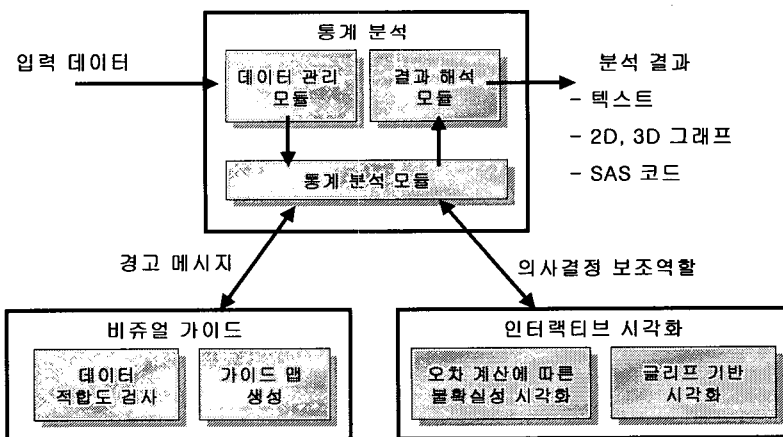 통계 분석
입력 데이터
데이터 관리
모듈
결과 해석
모듈
분석 결과
- 텍스트
- 2D, 3D 그래프
- SAS 코드
통계 분석 모듈
경고 메시지
의사결정 보조역할
비쥬얼 가이드
데이터
적합도 검사
가이드 맵
생성
인터랙티브 시각화
오차 계산에 따른
불확실성 시각화
글리프 기반
시각화